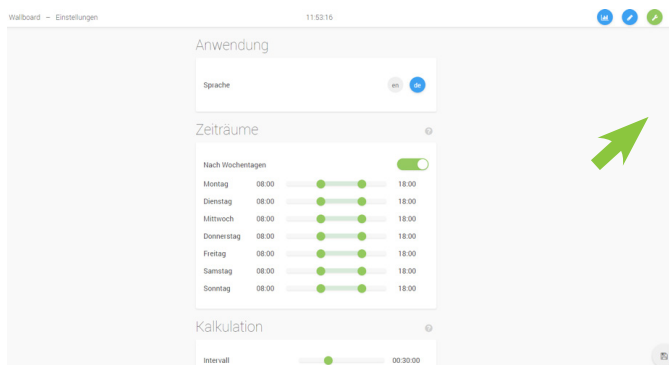 Wallboard – Einstellungen 11:53:16
Anwendung
Sprache en de
Zeiträume ?
Nach Wochentagen
Montag 08:00 18:00
Dienstag 08:00 18:00
Mittwoch 08:00 18:00
Donnerstag 08:00 18:00
Freitag 08:00 18:00
Samstag 08:00 18:00
Sonntag 08:00 18:00
Kalkulation ?
Intervall 00:30:00